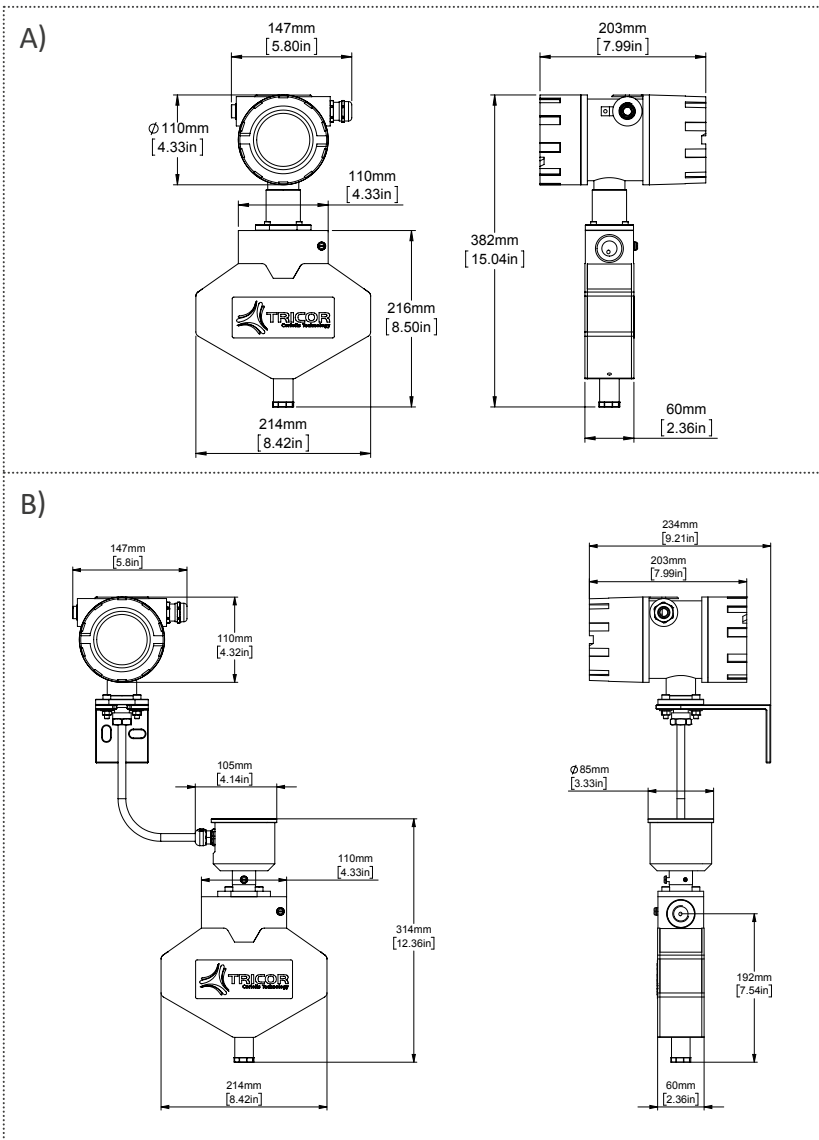 A)
147mm
[5.80in]
203mm
[7.99in]
Ø110mm
[4.33in]
110mm
[4.33in]
382mm
[15.04in]
216mm
[8.50in]
TRICOR
Coriolis Technology
60mm
[2.36in]
214mm
[8.42in]
B)
234mm
[9.21in]
147mm
[5.8in]
203mm
[7.99in]
110mm
[4.32in]
105mm
[4.14in]
Ø85mm
[3.33in]
110mm
[4.33in]
314mm
[12.36in]
TRICOR
Coriolis Technology
192mm
[7.54in]
214mm
[8.42in]
60mm
[2.36in]